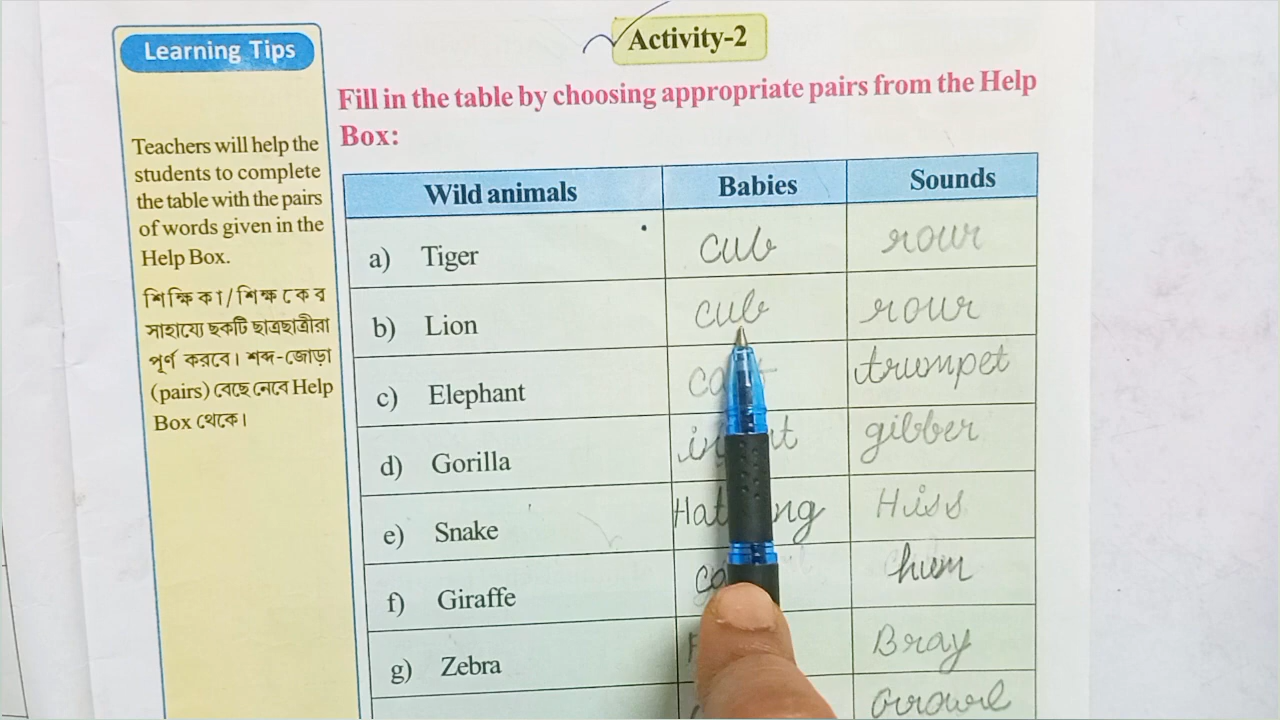 Activity-2
Learning Tips
Fill in the table by choosing appropriate pairs from the Help
Box:
Teachers will help the
students to complete
the table with the pairs
of words given in the
Help Box.
শিক্ষিকা/শিক্ষকের
সাহায্যে ছকটি ছাত্রছাত্রীরা
পূর্ণ করবে। শব্দ-জোড়া
(pairs) বেছে নেবে Help
Box থেকে।
Wild animals Babies Sounds
a) Tiger cub rour
b) Lion cub rour
c) Elephant trumpet
d) Gorilla gibber
e) Snake Hiss
f) Giraffe hum
g) Zebra Bray